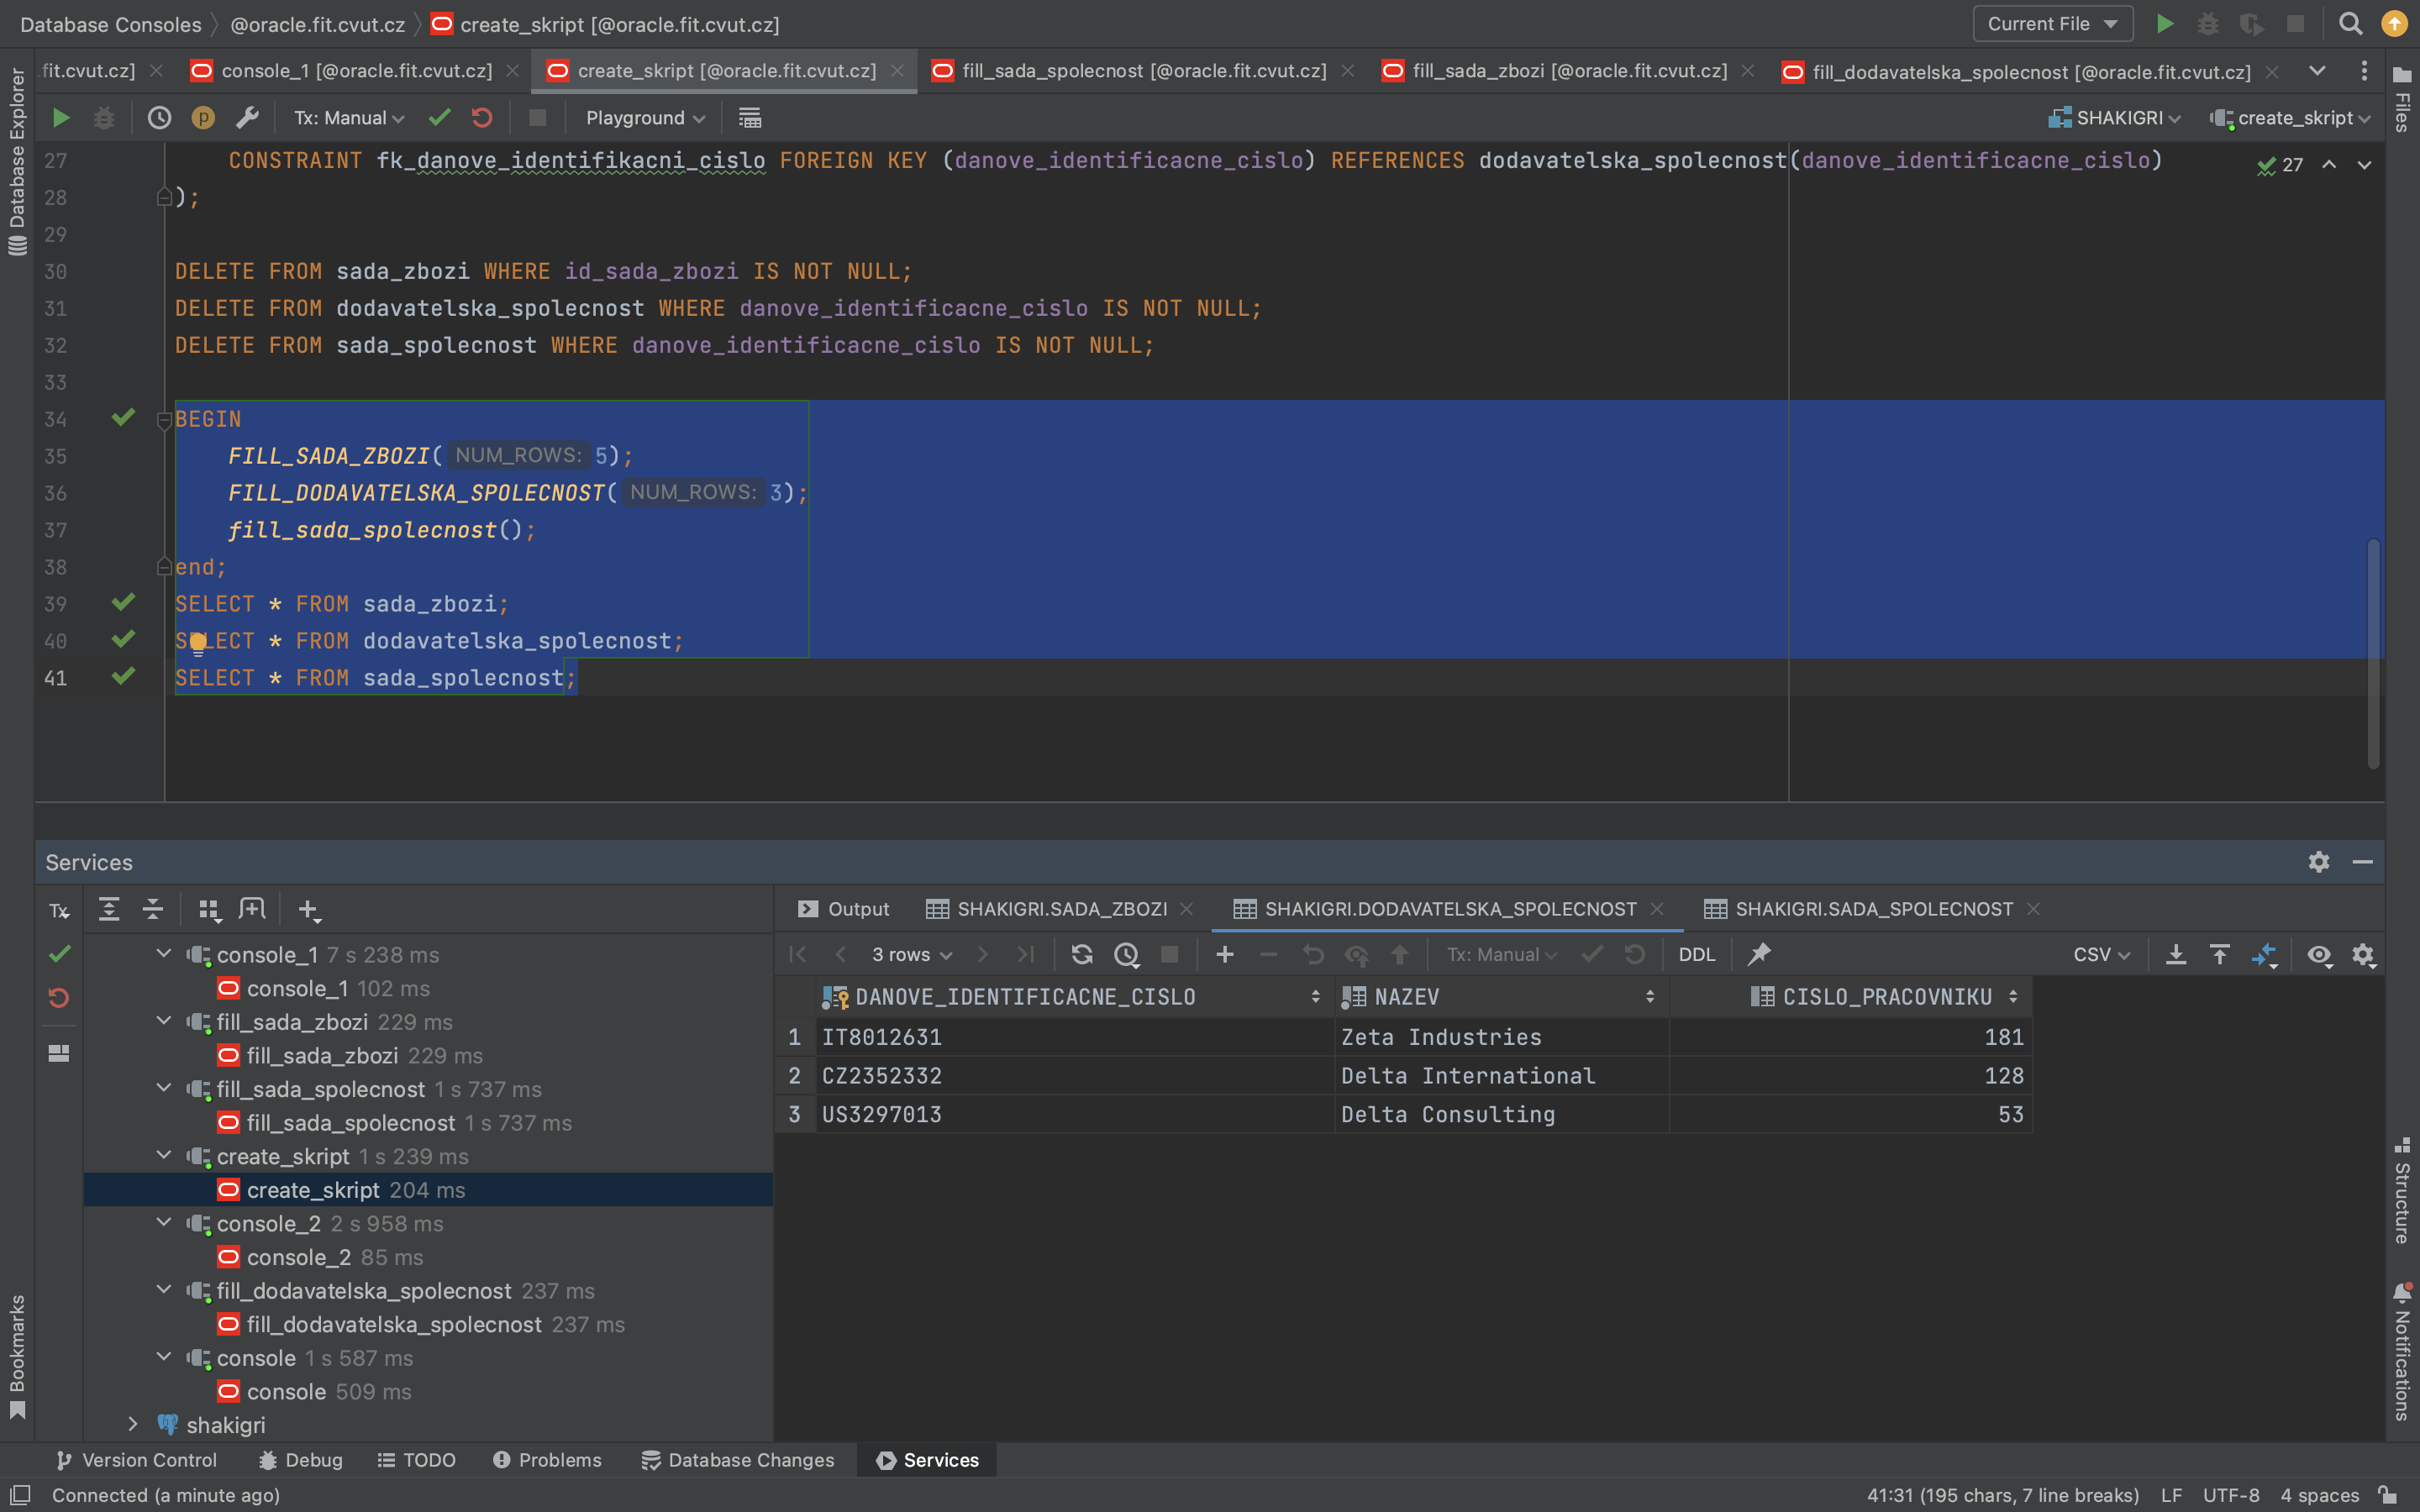 Database Consoles @oracle.fit.cvut.cz create_skript [@oracle.fit.cvut.cz] Current File
.fit.cvut.cz] console_1 [@oracle.fit.cvut.cz] create_skript [@oracle.fit.cvut.cz] fill_sada_spolecnost [@oracle.fit.cvut.cz] fill_sada_zbozi [@oracle.fit.cvut.cz] fill_dodavatelska_spolecnost [@oracle.fit.cvut.cz]
Tx: Manual Playground SHAKIGRI create_skript
Database Explorer
Bookmarks
Files
Structure
Notifications
27 CONSTRAINT fk_danove_identifikacni_cislo FOREIGN KEY (danove_identificacne_cislo) REFERENCES dodavatelska_spolecnost(danove_identificacne_cislo) 27
28 );
29
30 DELETE FROM sada_zbozi WHERE id_sada_zbozi IS NOT NULL;
31 DELETE FROM dodavatelska_spolecnost WHERE danove_identificacne_cislo IS NOT NULL;
32 DELETE FROM sada_spolecnost WHERE danove_identificacne_cislo IS NOT NULL;
33
34 BEGIN
35 FILL_SADA_ZBOZI( NUM_ROWS: 5);
36 FILL_DODAVATELSKA_SPOLECNOST( NUM_ROWS: 3);
37 fill_sada_spolecnost();
38 end;
39 SELECT * FROM sada_zbozi;
40 SELECT * FROM dodavatelska_spolecnost;
41 SELECT * FROM sada_spolecnost;
Services
Tx
console_1 7 s 238 ms
console_1 102 ms
fill_sada_zbozi 229 ms
fill_sada_zbozi 229 ms
fill_sada_spolecnost 1 s 737 ms
fill_sada_spolecnost 1 s 737 ms
create_skript 1 s 239 ms
create_skript 204 ms
console_2 2 s 958 ms
console_2 85 ms
fill_dodavatelska_spolecnost 237 ms
fill_dodavatelska_spolecnost 237 ms
console 1 s 587 ms
console 509 ms
shakigri
Output SHAKIGRI.SADA_ZBOZI SHAKIGRI.DODAVATELSKA_SPOLECNOST SHAKIGRI.SADA_SPOLECNOST
3 rows Tx: Manual DDL CSV
DANOVE_IDENTIFICACNE_CISLO NAZEV CISLO_PRACOVNIKU
1 IT8012631 Zeta Industries 181
2 CZ2352332 Delta International 128
3 US3297013 Delta Consulting 53
Version Control Debug TODO Problems Database Changes Services
Connected (a minute ago) 41:31 (195 chars, 7 line breaks) LF UTF-8 4 spaces